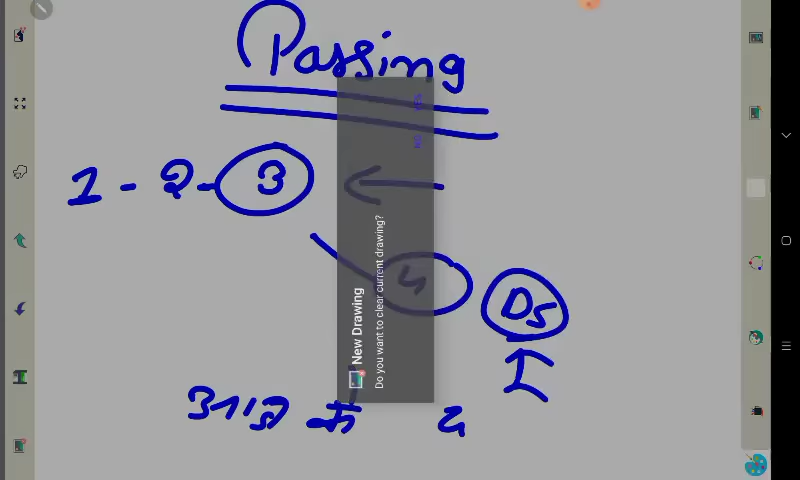 Passing
1 - 2 - 3 ←
4 DS
New Drawing
Do you want to clear current drawing?